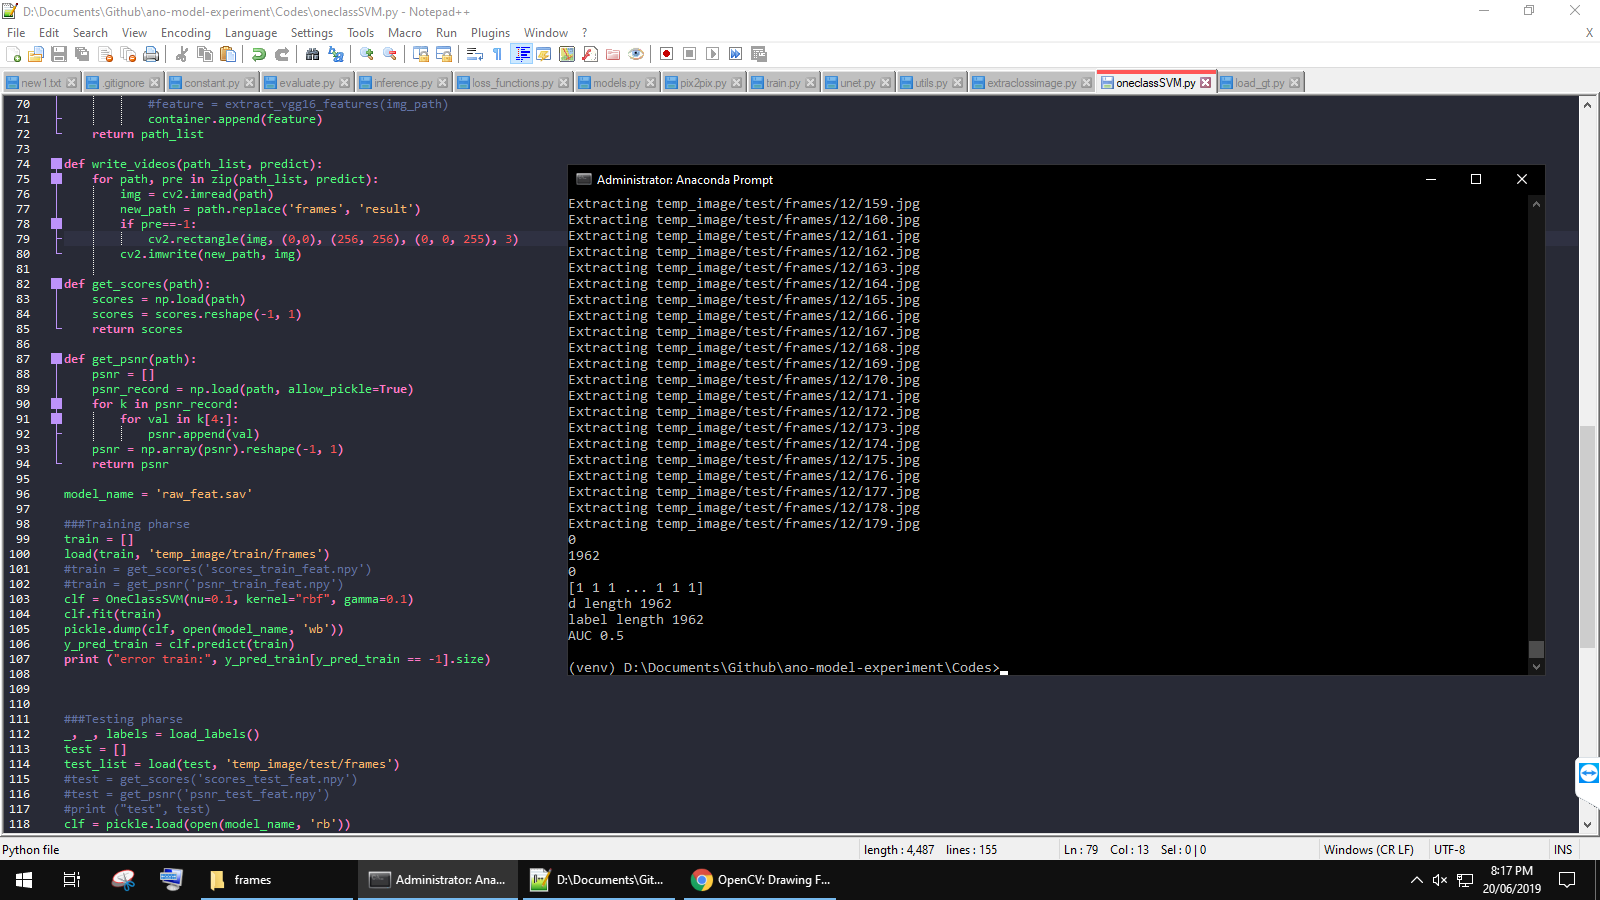 D:\Documents\Github\ano-model-experiment\Codes\oneclassSVM.py - Notepad++
File Edit Search View Encoding Language Settings Tools Macro Run Plugins Window ? X
new1.txt .gitignore constant.py evaluate.py inference.py loss_functions.py models.py pix2pix.py train.py unet.py utils.py extraclossimage.py oneclassSVM.py load_gt.py
70 #feature = extract_vgg16_features(img_path)
71 container.append(feature)
72 return path_list
73
74 def write_videos(path_list, predict):
75 for path, pre in zip(path_list, predict):
76 img = cv2.imread(path)
77 new_path = path.replace('frames', 'result')
78 if pre==-1:
79 cv2.rectangle(img, (0,0), (256, 256), (0, 0, 255), 3)
80 cv2.imwrite(new_path, img)
81
82 def get_scores(path):
83 scores = np.load(path)
84 scores = scores.reshape(-1, 1)
85 return scores
86
87 def get_psnr(path):
88 psnr = []
89 psnr_record = np.load(path, allow_pickle=True)
90 for k in psnr_record:
91 for val in k[4:]:
92 psnr.append(val)
93 psnr = np.array(psnr).reshape(-1, 1)
94 return psnr
95
96 model_name = 'raw_feat.sav'
97
98 ###Training pharse
99 train = []
100 load(train, 'temp_image/train/frames')
101 #train = get_scores('scores_train_feat.npy')
102 #train = get_psnr('psnr_train_feat.npy')
103 clf = OneClassSVM(nu=0.1, kernel="rbf", gamma=0.1)
104 clf.fit(train)
105 pickle.dump(clf, open(model_name, 'wb'))
106 y_pred_train = clf.predict(train)
107 print ("error train:", y_pred_train[y_pred_train == -1].size)
108
109
110
111 ###Testing pharse
112 _, _, labels = load_labels()
113 test = []
114 test_list = load(test, 'temp_image/test/frames')
115 #test = get_scores('scores_test_feat.npy')
116 #test = get_psnr('psnr_test_feat.npy')
117 #print ("test", test)
118 clf = pickle.load(open(model_name, 'rb'))
Administrator: Anaconda Prompt
Extracting temp_image/test/frames/12/159.jpg
Extracting temp_image/test/frames/12/160.jpg
Extracting temp_image/test/frames/12/161.jpg
Extracting temp_image/test/frames/12/162.jpg
Extracting temp_image/test/frames/12/163.jpg
Extracting temp_image/test/frames/12/164.jpg
Extracting temp_image/test/frames/12/165.jpg
Extracting temp_image/test/frames/12/166.jpg
Extracting temp_image/test/frames/12/167.jpg
Extracting temp_image/test/frames/12/168.jpg
Extracting temp_image/test/frames/12/169.jpg
Extracting temp_image/test/frames/12/170.jpg
Extracting temp_image/test/frames/12/171.jpg
Extracting temp_image/test/frames/12/172.jpg
Extracting temp_image/test/frames/12/173.jpg
Extracting temp_image/test/frames/12/174.jpg
Extracting temp_image/test/frames/12/175.jpg
Extracting temp_image/test/frames/12/176.jpg
Extracting temp_image/test/frames/12/177.jpg
Extracting temp_image/test/frames/12/178.jpg
Extracting temp_image/test/frames/12/179.jpg
0
1962
0
[1 1 1 ... 1 1 1]
d length 1962
label length 1962
AUC 0.5
(venv) D:\Documents\Github\ano-model-experiment\Codes>
Python file length : 4,487 lines : 155 Ln : 79 Col : 13 Sel : 0 | 0 Windows (CR LF) UTF-8 INS
frames Administrator: Ana... D:\Documents\Git... OpenCV: Drawing F...
8:17 PM
20/06/2019